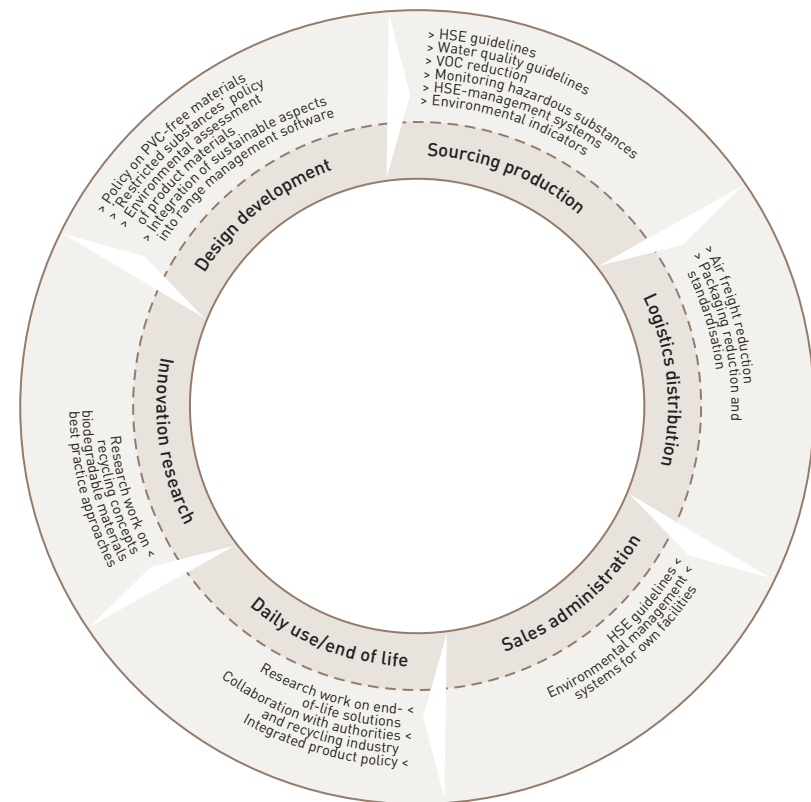 > HSE guidelines
> Water quality guidelines
> VOC reduction
> Monitoring hazardous substances
> HSE-management systems
> Environmental indicators
Sourcing production
> Air freight reduction
> Packaging reduction and
standardisation
Logistics distribution
HSE guidelines <
Environmental management <
systems for own facilities
Sales administration
Daily use/end of life
Research work on end- <
of-life solutions
Collaboration with authorities <
and recycling industry
Integrated product policy <
Innovation research
Research work on <
recycling concepts
biodegradable materials
best practice approaches
> Policy on PVC-free materials
> Restricted substances' policy
> Environmental assessment
of product materials
> Integration of sustainable aspects
into range management software
Design development